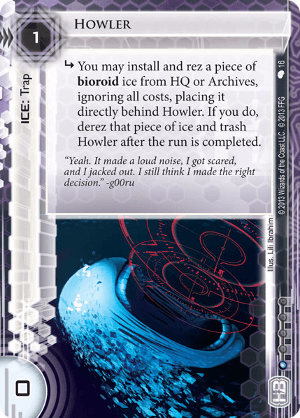 Howler
1
ICE: Trap
↳ You may install and rez a piece of
bioroid ice from HQ or Archives,
ignoring all costs, placing it
directly behind Howler. If you do,
derez that piece of ice and trash
Howler after the run is completed.
“Yeah. It made a loud noise, I got scared,
and I jacked out. I still think I made the right
decision.” -g00ru
16
© 2013 Wizards of the Coast LLC. © 2013 FFG
Illus. Lili Ibrahim
0
HB